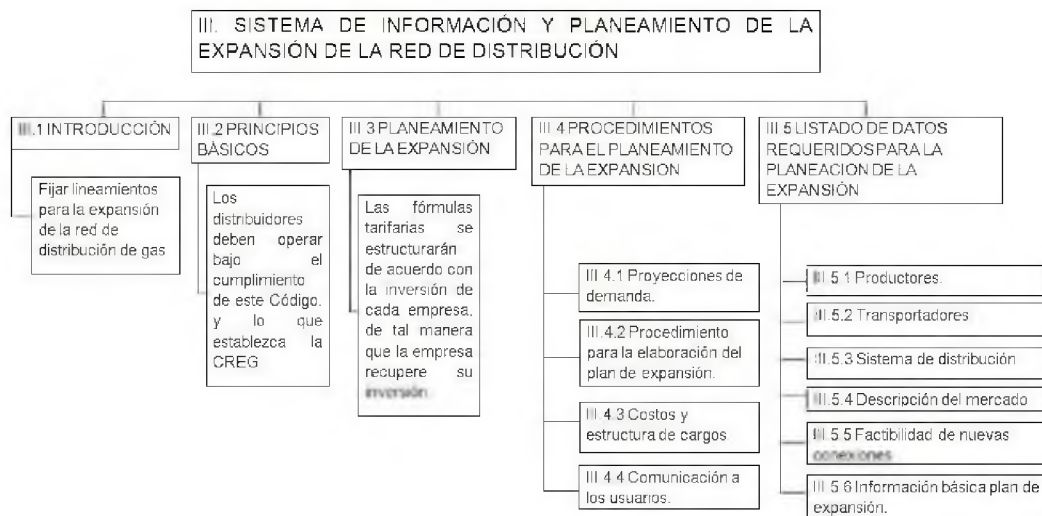 III. SISTEMA DE INFORMACIÓN Y PLANEAMIENTO DE LA
EXPANSIÓN DE LA RED DE DISTRIBUCIÓN
III.1 INTRODUCCIÓN
Fijar lineamientos
para la expansión
de la red de
distribución de gas
III.2 PRINCIPIOS
BÁSICOS
Los
distribuidores
deben operar
bajo el
cumplimiento
de este Código,
y lo que
establezca la
CREG
III 3 PLANEAMIENTO
DE LA EXPANSIÓN
Las fórmulas
tarifarias se
estructurarán
de acuerdo con
la inversión de
cada empresa,
de tal manera
que la empresa
recupere su
inversión.
III 4 PROCEDIMIENTOS
PARA EL PLANEAMIENTO
DE LA EXPANSION
III 4.1 Proyecciones de
demanda.
III.4.2 Procedimiento
para la elaboración del
plan de expansión.
III.4.3 Costos y
estructura de cargos
III 4 4 Comunicación a
los usuarios.
III 5 LISTADO DE DATOS
REQUERIDOS PARA LA
PLANEACION DE LA
EXPANSIÓN
III.5.1 Productores.
III.5.2 Transportadores
III.5.3 Sistema de distribución
III.5.4 Descripción del mercado
III.5.5 Factibilidad de nuevas
conexiones
III 5 6 Información básica plan de
expansión.